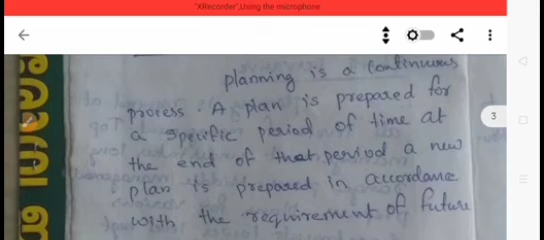 "XRecorder",Using the microphone
planning is a continuous
process. A plan is prepared for
a specific period of time at
the end of that period a new
plan is prepared in accordance
with the requirement of future
3